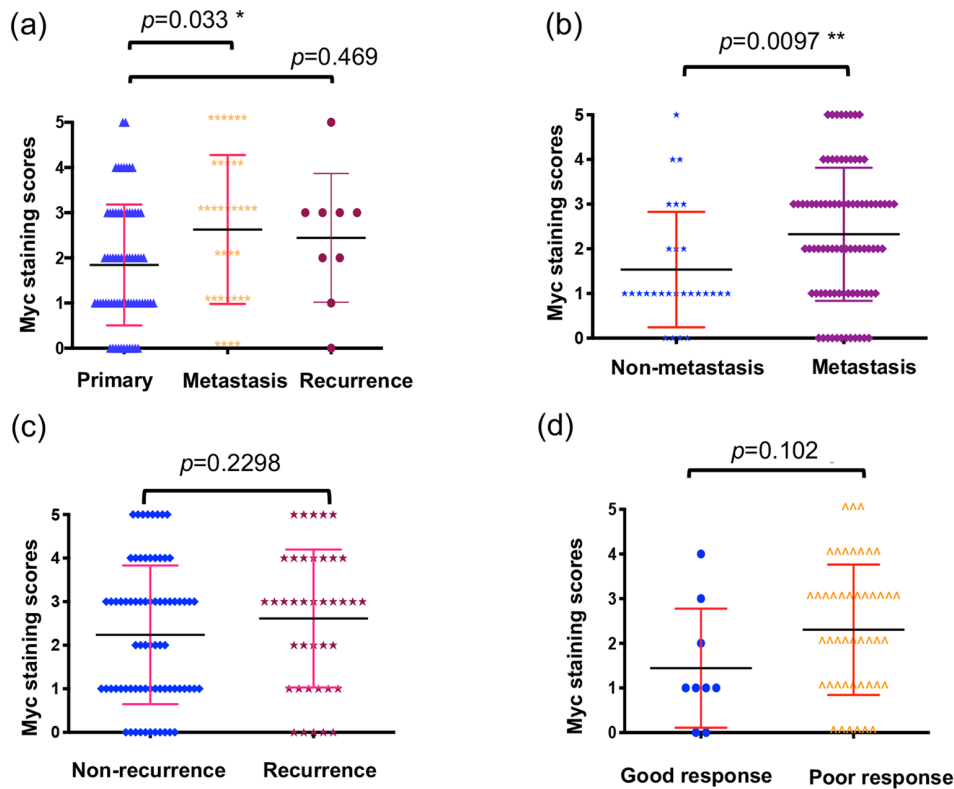 (a)
p=0.033 *
p=0.469
Myc staining scores
5
4
3
2
1
0
Primary Metastasis Recurrence
(b)
p=0.0097 **
Myc staining scores
5
4
3
2
1
0
Non-metastasis Metastasis
(c)
p=0.2298
Myc staining scores
5
4
3
2
1
0
Non-recurrence Recurrence
(d)
p=0.102
Myc staining scores
5
4
3
2
1
0
Good response Poor response